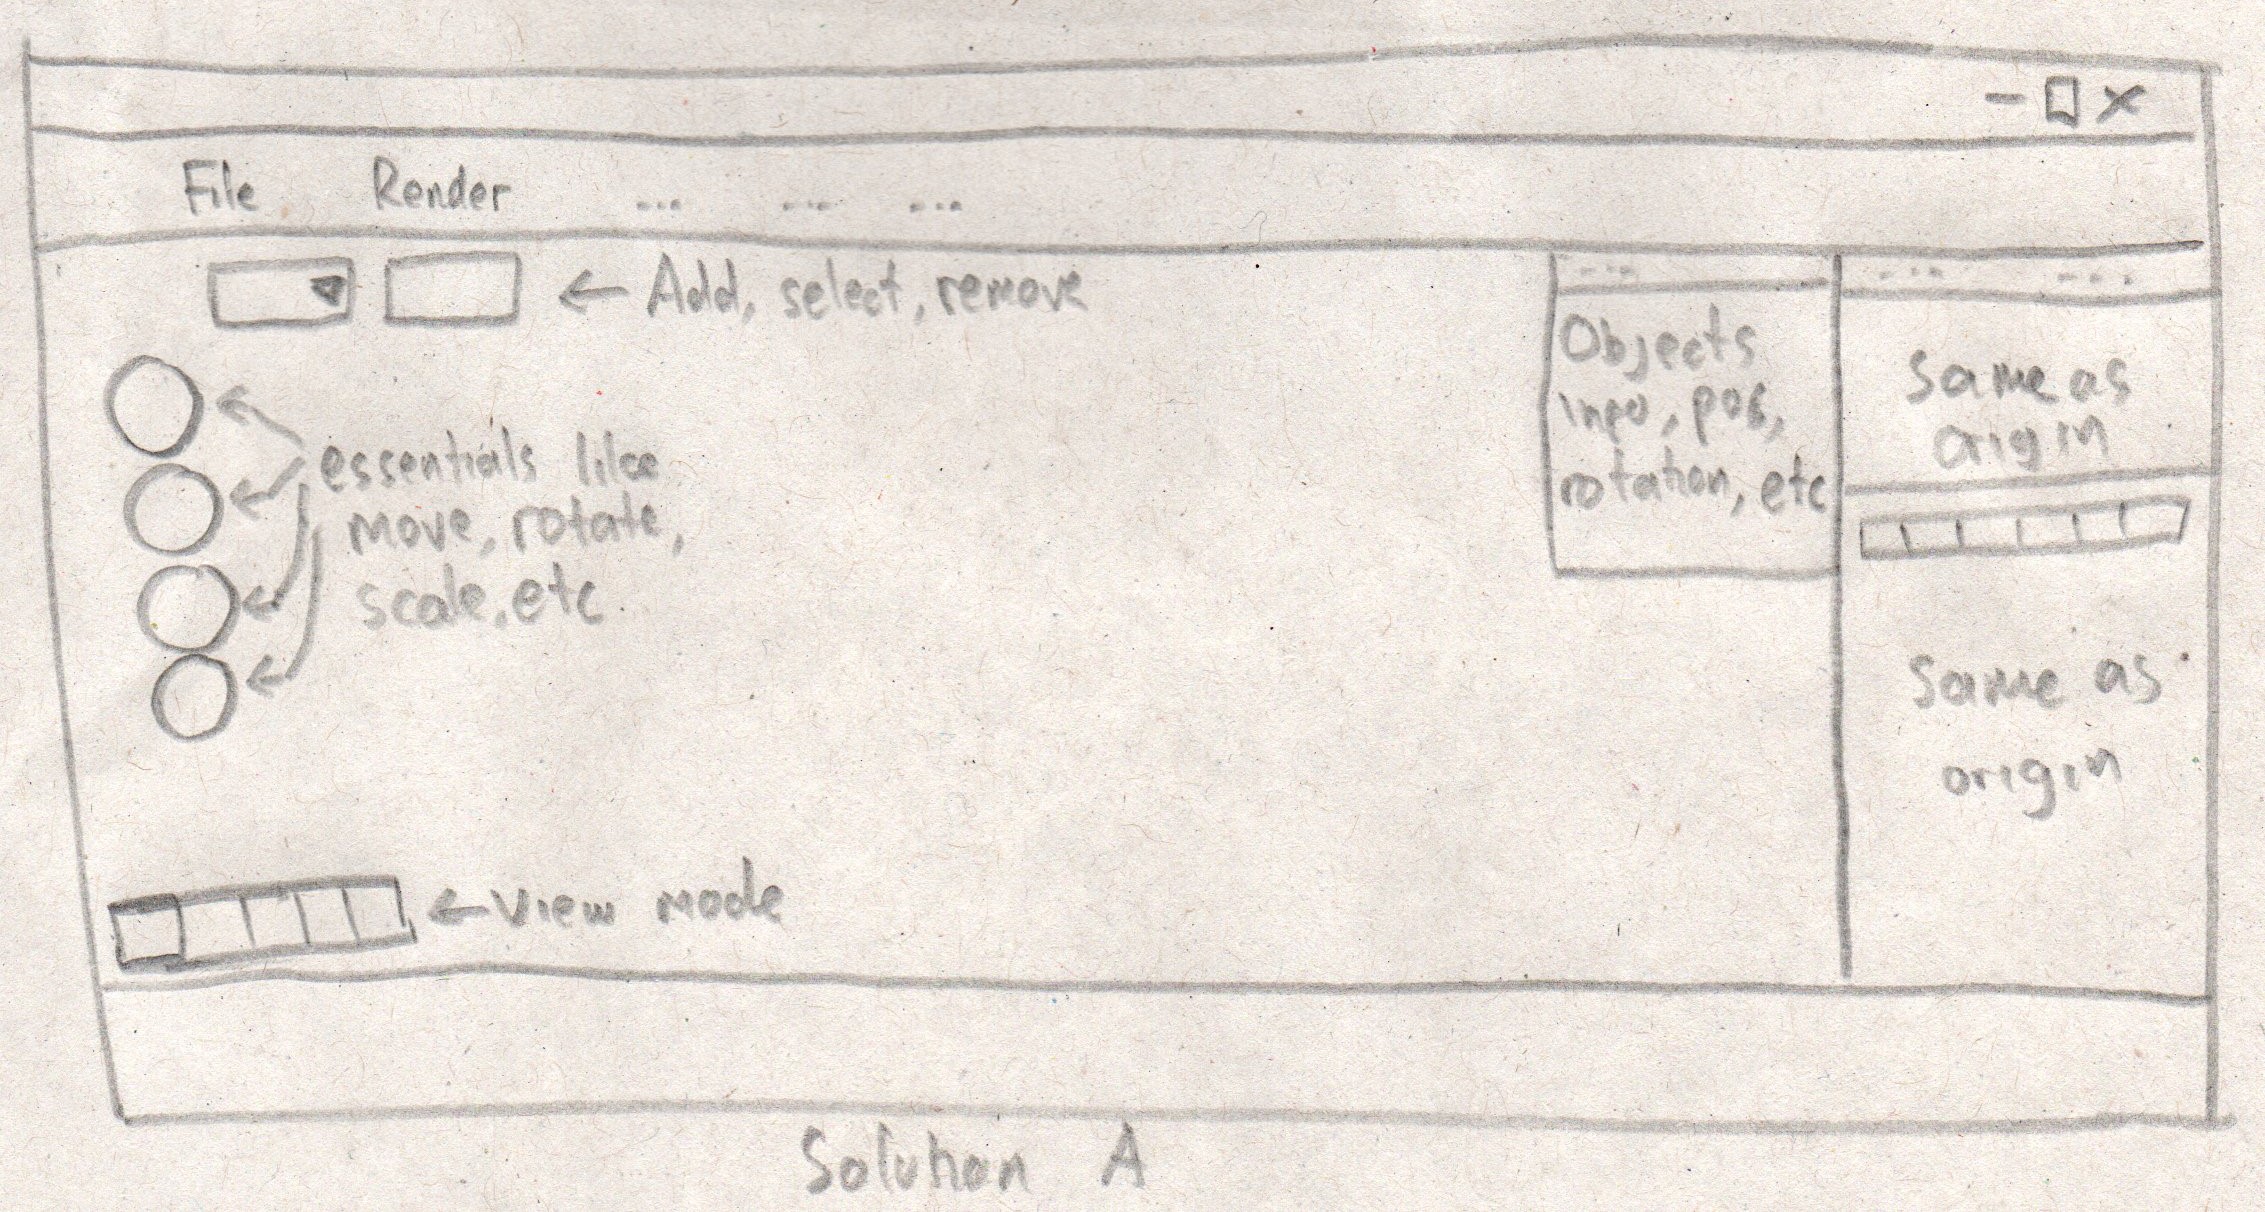 File Render ... ... ...
← Add, select, remove
... ... ...
Objects
info, pos,
rotation, etc
same as
origin
essentials like
move, rotate,
scale, etc.
same as
origin
← view mode
Solution A